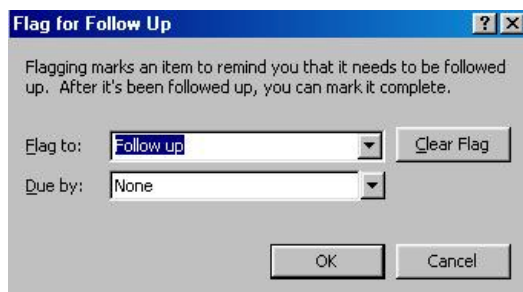 Flag for Follow Up
Flagging marks an item to remind you that it needs to be followed
up. After it's been followed up, you can mark it complete.
Flag to: Follow up Clear Flag
Due by: None
OK Cancel